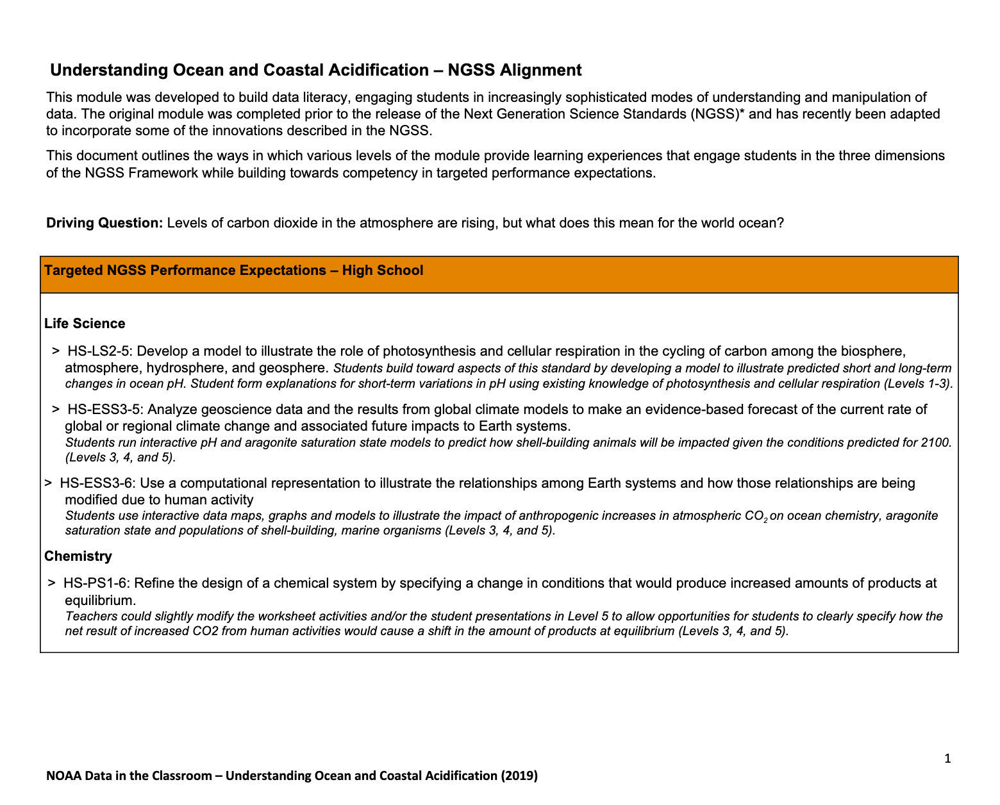 Understanding Ocean and Coastal Acidification – NGSS Alignment
This module was developed to build data literacy, engaging students in increasingly sophisticated modes of understanding and manipulation of
data. The original module was completed prior to the release of the Next Generation Science Standards (NGSS)* and has recently been adapted
to incorporate some of the innovations described in the NGSS.
This document outlines the ways in which various levels of the module provide learning experiences that engage students in the three dimensions
of the NGSS Framework while building towards competency in targeted performance expectations.
Driving Question: Levels of carbon dioxide in the atmosphere are rising, but what does this mean for the world ocean?
Targeted NGSS Performance Expectations – High School
Life Science
> HS-LS2-5: Develop a model to illustrate the role of photosynthesis and cellular respiration in the cycling of carbon among the biosphere,
atmosphere, hydrosphere, and geosphere. Students build toward aspects of this standard by developing a model to illustrate predicted short and long-term
changes in ocean pH. Student form explanations for short-term variations in pH using existing knowledge of photosynthesis and cellular respiration (Levels 1-3).
> HS-ESS3-5: Analyze geoscience data and the results from global climate models to make an evidence-based forecast of the current rate of
global or regional climate change and associated future impacts to Earth systems.
Students run interactive pH and aragonite saturation state models to predict how shell-building animals will be impacted given the conditions predicted for 2100.
(Levels 3, 4, and 5).
> HS-ESS3-6: Use a computational representation to illustrate the relationships among Earth systems and how those relationships are being
modified due to human activity
Students use interactive data maps, graphs and models to illustrate the impact of anthropogenic increases in atmospheric CO₂ on ocean chemistry, aragonite
saturation state and populations of shell-building, marine organisms (Levels 3, 4, and 5).
Chemistry
> HS-PS1-6: Refine the design of a chemical system by specifying a change in conditions that would produce increased amounts of products at
equilibrium.
Teachers could slightly modify the worksheet activities and/or the student presentations in Level 5 to allow opportunities for students to clearly specify how the
net result of increased CO2 from human activities would cause a shift in the amount of products at equilibrium (Levels 3, 4, and 5).
1
NOAA Data in the Classroom – Understanding Ocean and Coastal Acidification (2019)